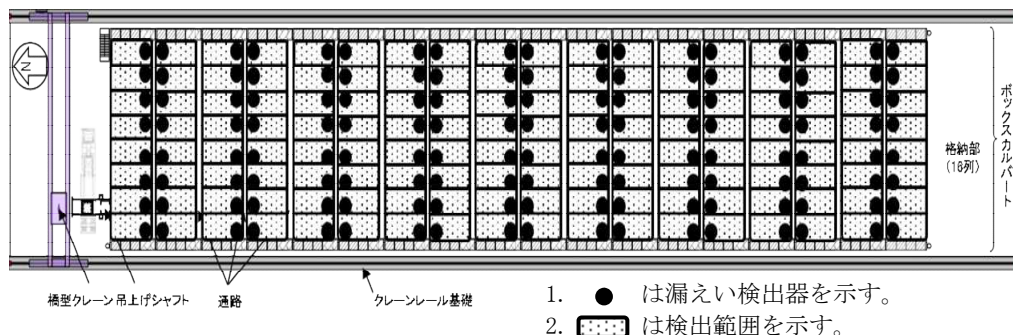 N
格納部
(18列)
ボックスカルバート
橋型クレーン
吊上げシャフト
通路
クレーンレール基礎
1. ● は漏えい検出器を示す。
2. は検出範囲を示す。